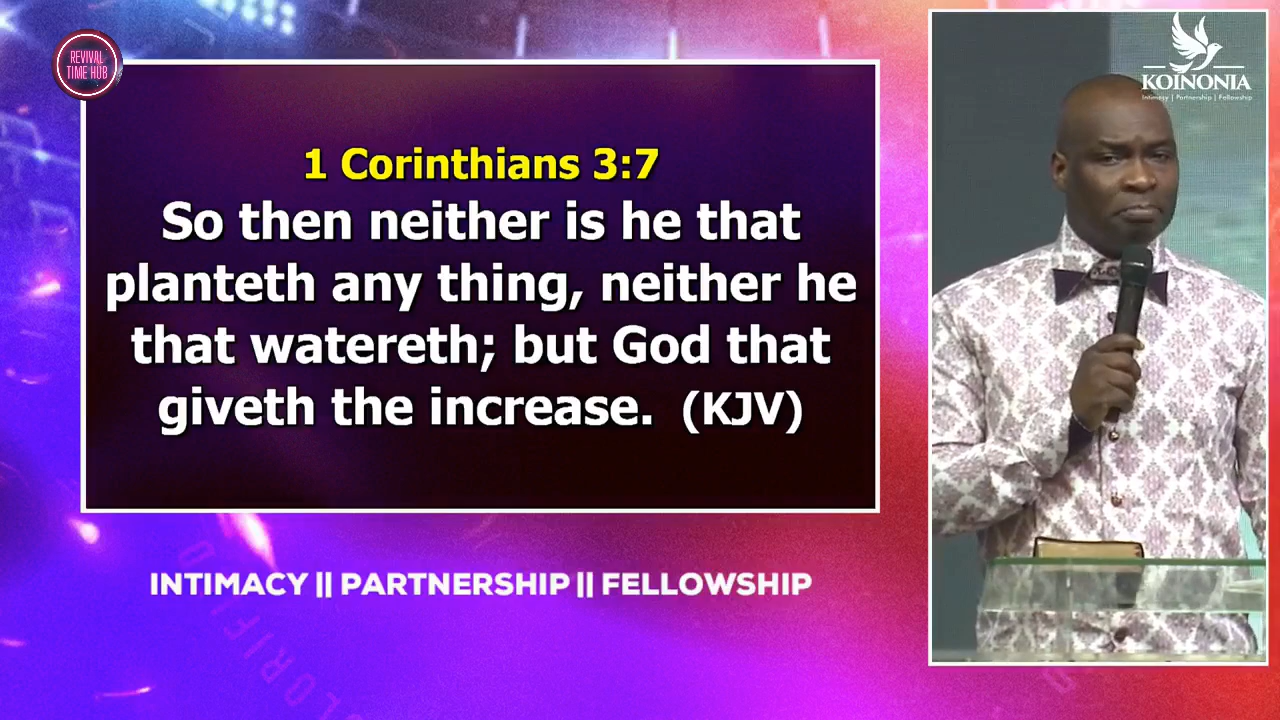 REVIVAL
TIME HUB
1 Corinthians 3:7
So then neither is he that
planteth any thing, neither he
that watereth; but God that
giveth the increase. (KJV)
INTIMACY || PARTNERSHIP || FELLOWSHIP
KOINONIA
Intimacy | Partnership | Fellowship